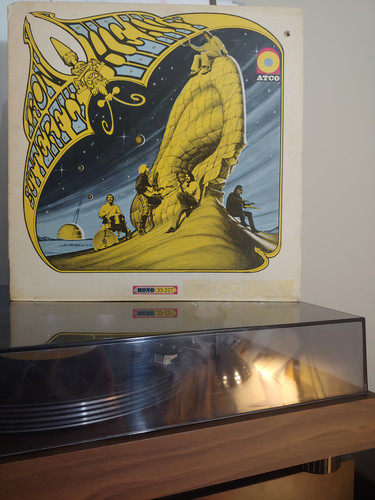 IRON
BUTTERFLY
HEAVY
ATCO
MONO 33-227